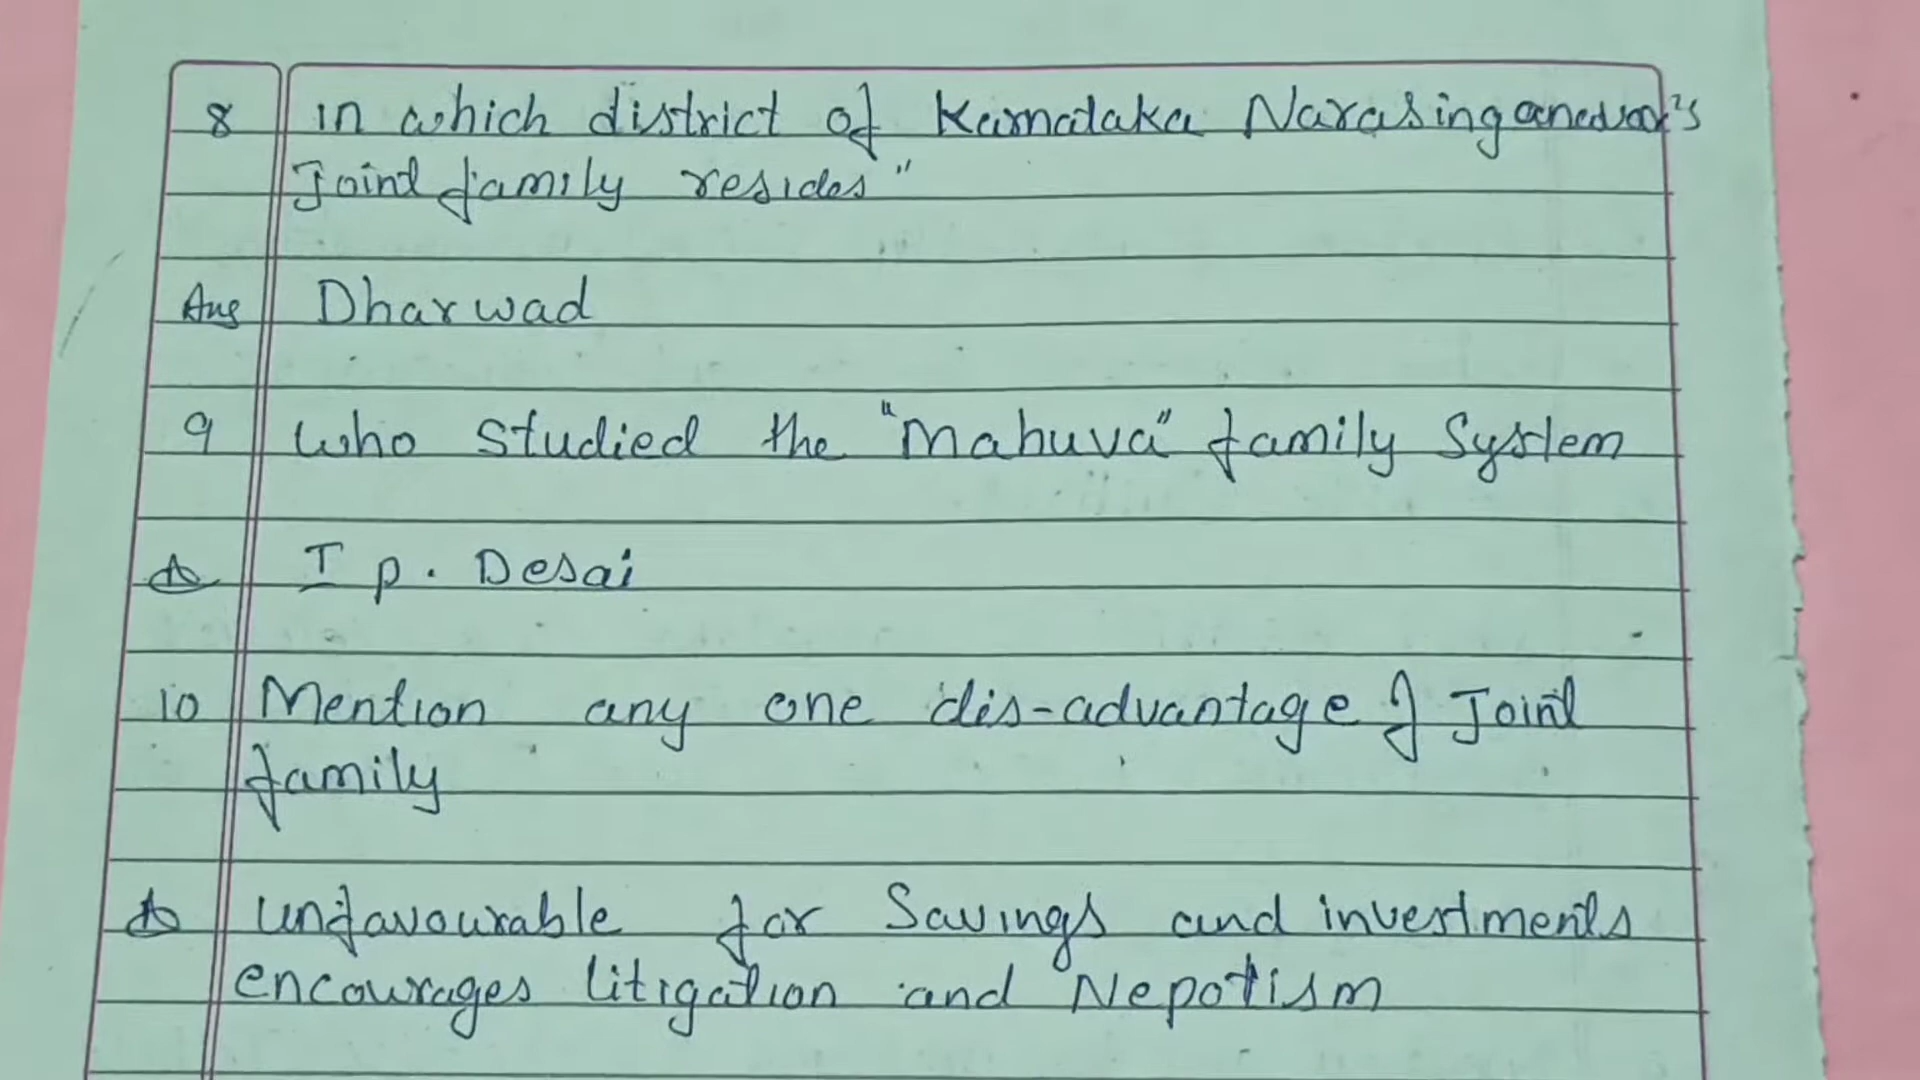 8 in which district of Karnataka Narasinganavar's
Joint family resides"
Ans Dharwad
9 who studied the "Mahuva" family System
A I p. Desai
10 Mention any one dis-advantage of Joint
family
A unfavourable for Savings and investments
encourages litigation and Nepotism